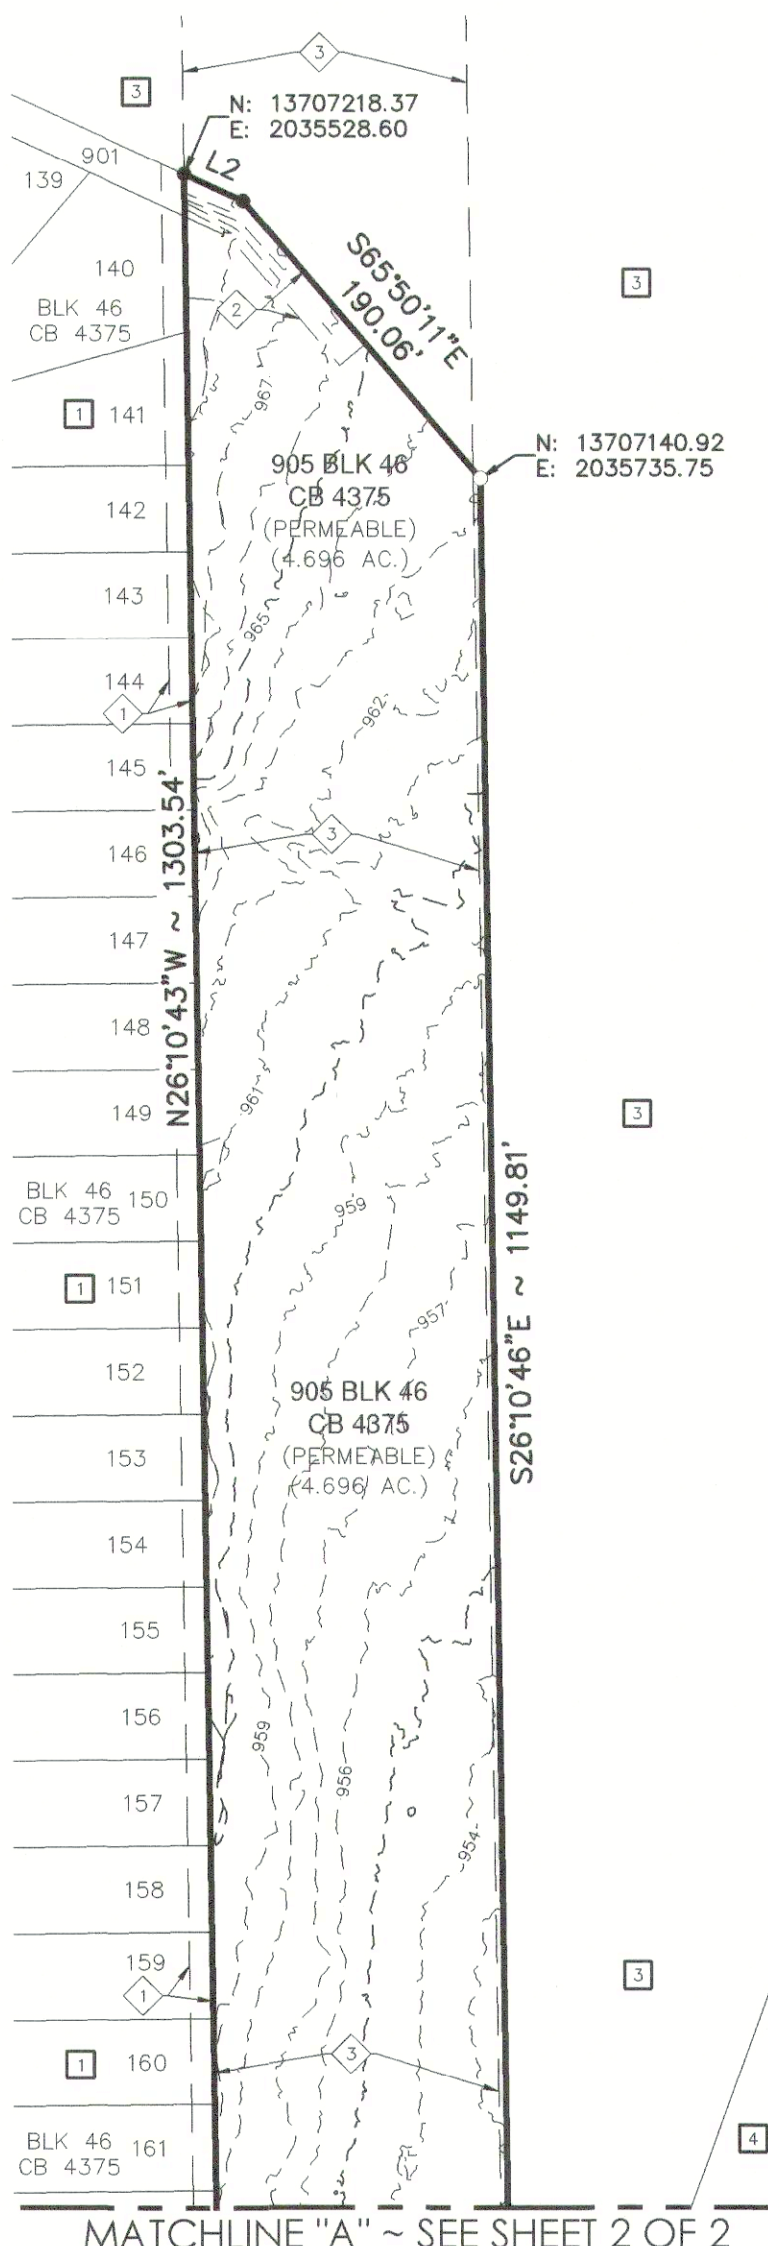 3
3
N: 13707218.37
E: 2035528.60
901
L2
139
S65°50'11"E
190.06'
140
3
BLK 46
CB 4375
2
967
1
141
N: 13707140.92
E: 2035735.75
905 BLK 46
CB 4375
(PERMEABLE)
(4.696 AC.)
142
143
965
144
1
962
145
N26°10'43"W ~ 1303.54'
3
146
147
148
961
149
3
S26°10'46"E ~ 1149.81'
BLK 46
CB 4375
150
959
1
151
957
152
905 BLK 46
CB 4375
(PERMEABLE)
(4.696 AC.)
153
154
155
156
959
956
157
954
158
159
1
3
3
1
160
BLK 46
CB 4375
161
4
MATCHLINE "A" ~ SEE SHEET 2 OF 2